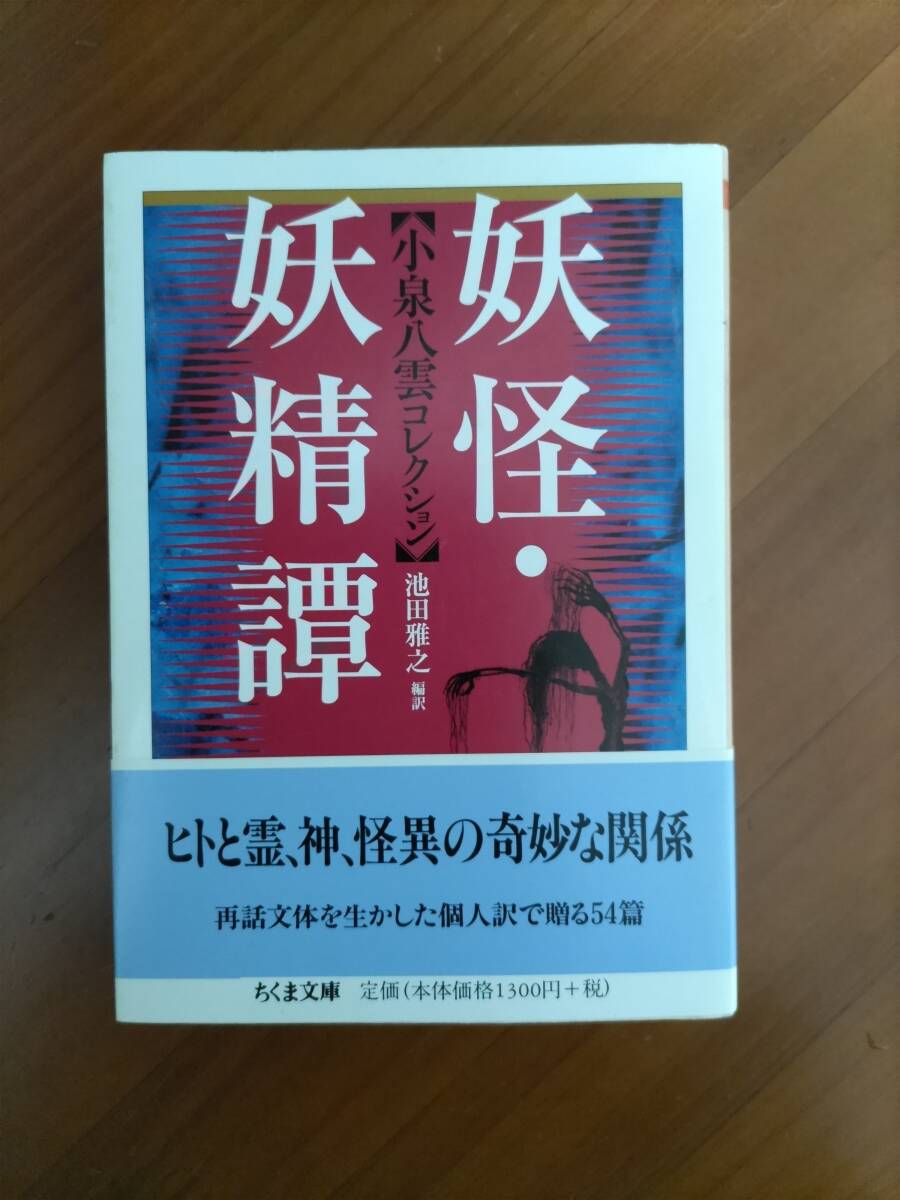 妖怪・
妖精譚
【小泉八雲コレクション】
池田雅之 編訳
ヒトと霊、神、怪異の奇妙な関係
再話文体を生かした個人訳で贈る54篇
ちくま文庫 定価(本体価格1300円+税)